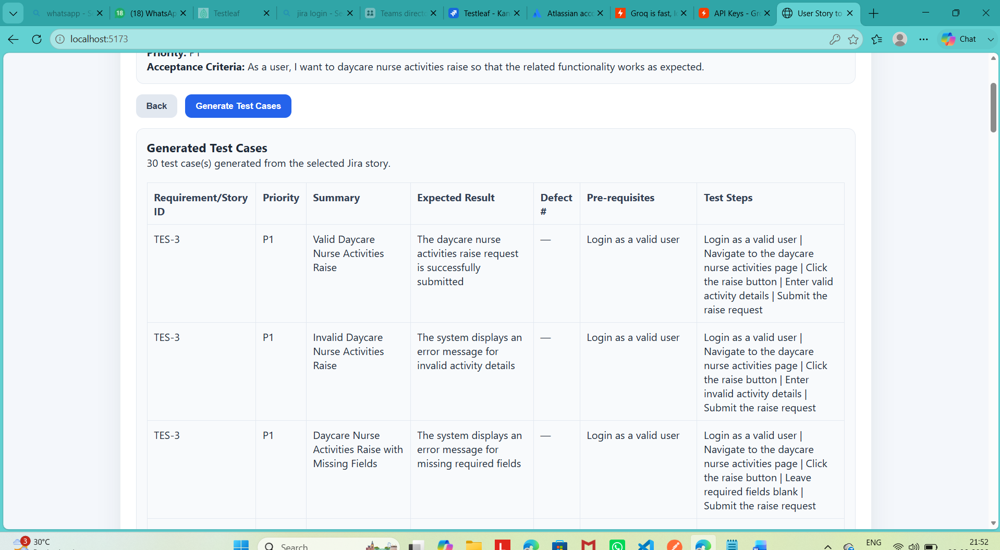 whatsapp - S
(18) WhatsAp
Testleaf
jira login - Se
Teams directo
Testleaf - Kan
Atlassian acco
Groq is fast, l
API Keys - Gro
User Story to
localhost:5173
Chat
Priority: P1
Acceptance Criteria: As a user, I want to daycare nurse activities raise so that the related functionality works as expected.
Back
Generate Test Cases
Generated Test Cases
30 test case(s) generated from the selected Jira story.
Requirement/Story
ID
Priority
Summary
Expected Result
Defect
#
Pre-requisites
Test Steps
TES-3
P1
Valid Daycare
Nurse Activities
Raise
The daycare nurse
activities raise request
is successfully
submitted
—
Login as a valid user
Login as a valid user |
Navigate to the daycare
nurse activities page | Click
the raise button | Enter valid
activity details | Submit the
raise request
TES-3
P1
Invalid Daycare
Nurse Activities
Raise
The system displays an
error message for
invalid activity details
—
Login as a valid user
Login as a valid user |
Navigate to the daycare
nurse activities page | Click
the raise button | Enter
invalid activity details |
Submit the raise request
TES-3
P1
Daycare Nurse
Activities Raise with
Missing Fields
The system displays an
error message for
missing required fields
—
Login as a valid user
Login as a valid user |
Navigate to the daycare
nurse activities page | Click
the raise button | Leave
required fields blank |
Submit the raise request
3
30°C
Search
ENG
21:52